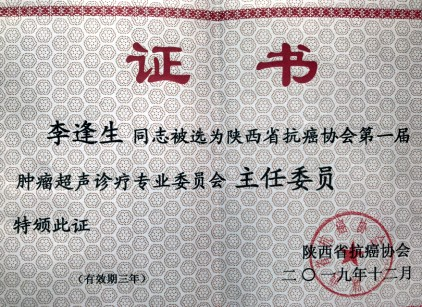 证书
李逢生 同志被选为陕西省抗癌协会第一届
肿瘤超声诊疗专业委员会 主任委员
特颁此证
陕西省抗癌协会
(有效期三年) 二〇一九年十二月